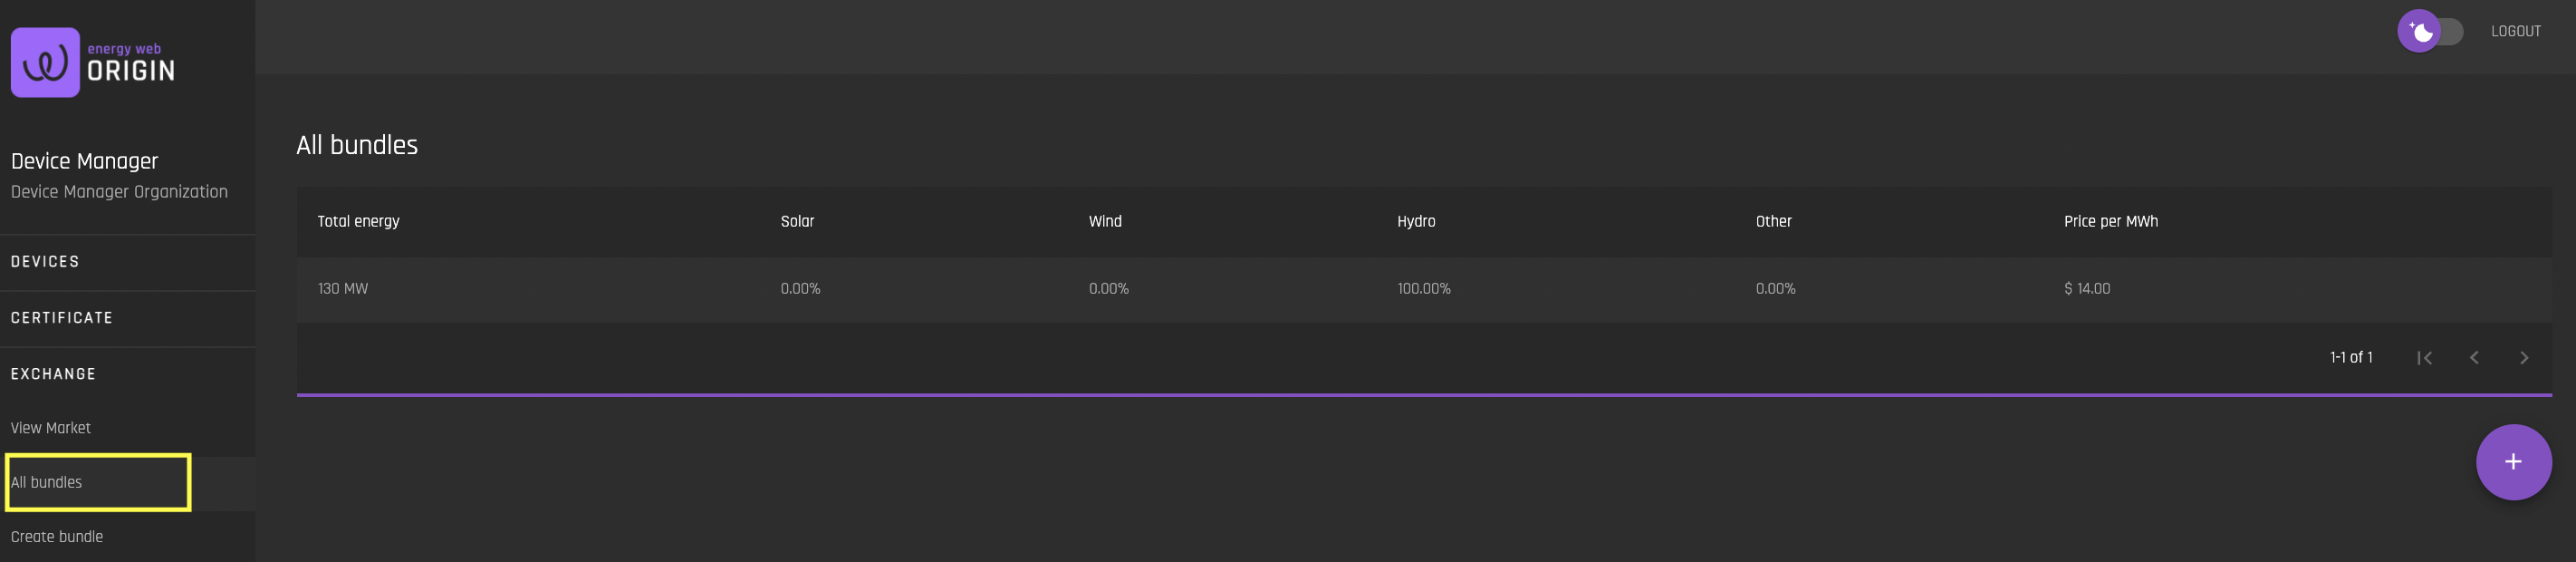 energy web
ORIGIN
LOGOUT
Device Manager
Device Manager Organization
DEVICES
CERTIFICATE
EXCHANGE
View Market
All bundles
Create bundle
All bundles
Total energy Solar Wind Hydro Other Price per MWh
130 MW 0.00% 0.00% 100.00% 0.00% $ 14.00
1-1 of 1